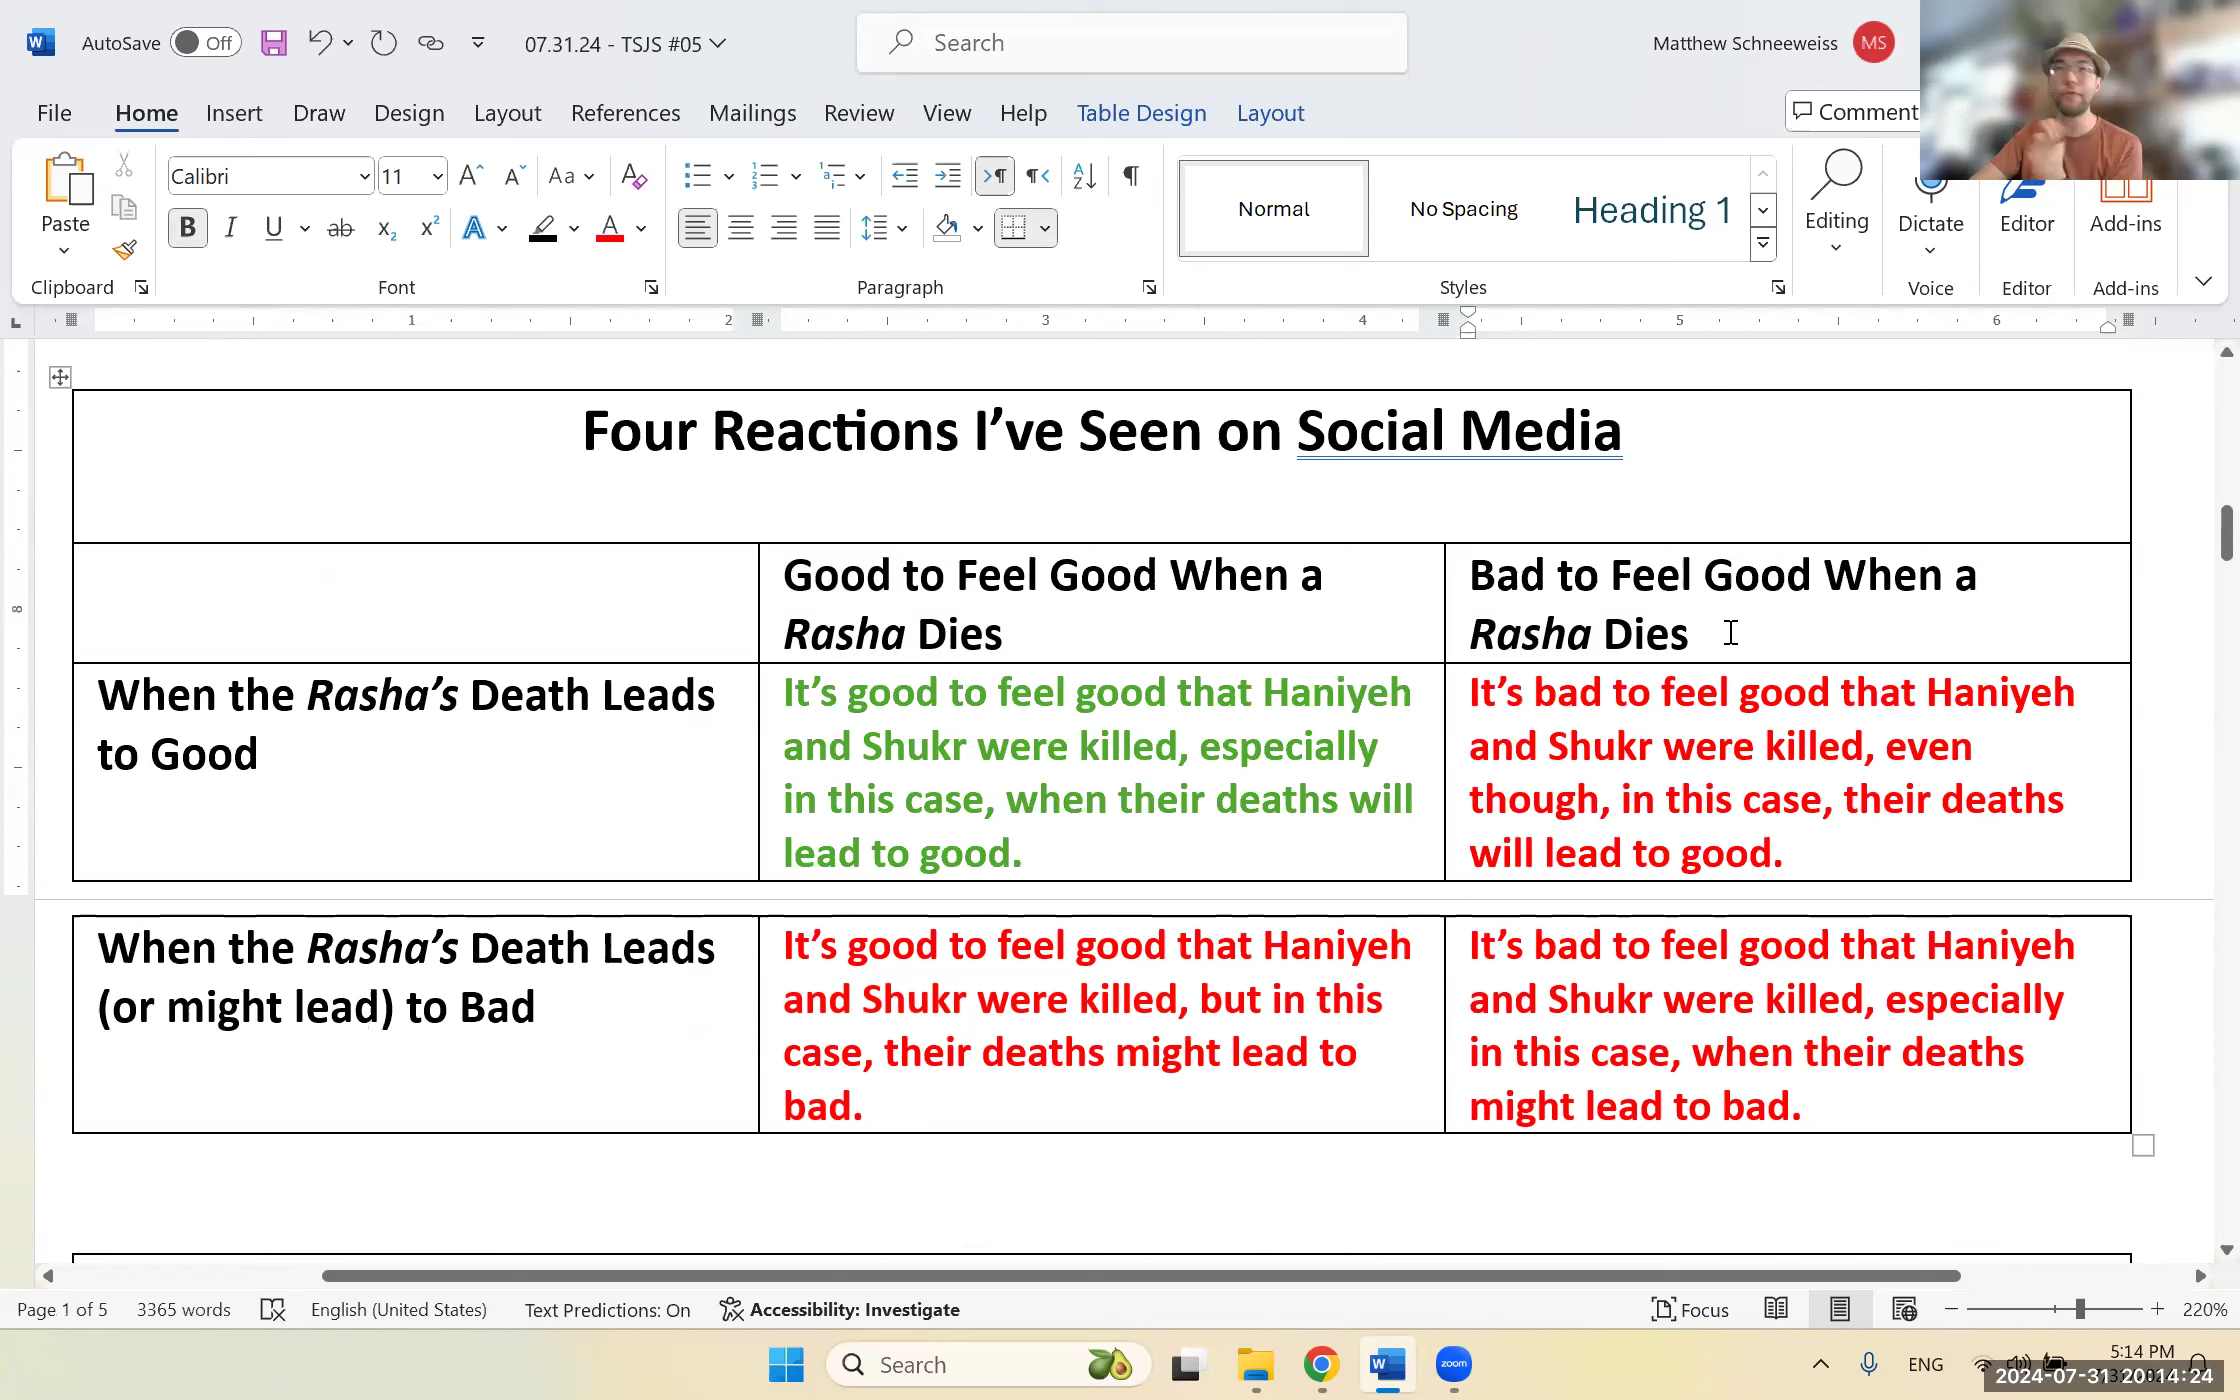 AutoSave Off 07.31.24 - TSJS #05 Search Matthew Schneeweiss MS
File Home Insert Draw Design Layout References Mailings Review View Help Table Design Layout Comment
Paste Calibri 11 Normal No Spacing Heading 1 Editing Dictate Editor Add-ins
Clipboard Font Paragraph Styles Voice Editor Add-ins
1 2 3 4 5 6
8
Four Reactions I've Seen on Social Media
Good to Feel Good When a
Rasha Dies
Bad to Feel Good When a
Rasha Dies
When the Rasha's Death Leads
to Good
It's good to feel good that Haniyeh
and Shukr were killed, especially
in this case, when their deaths will
lead to good.
It's bad to feel good that Haniyeh
and Shukr were killed, even
though, in this case, their deaths
will lead to good.
When the Rasha's Death Leads
(or might lead) to Bad
It's good to feel good that Haniyeh
and Shukr were killed, but in this
case, their deaths might lead to
bad.
It's bad to feel good that Haniyeh
and Shukr were killed, especially
in this case, when their deaths
might lead to bad.
Page 1 of 5 3365 words English (United States) Text Predictions: On Accessibility: Investigate Focus 220%
Search zoom ENG 5:14 PM
2024-07-31 20:14:24